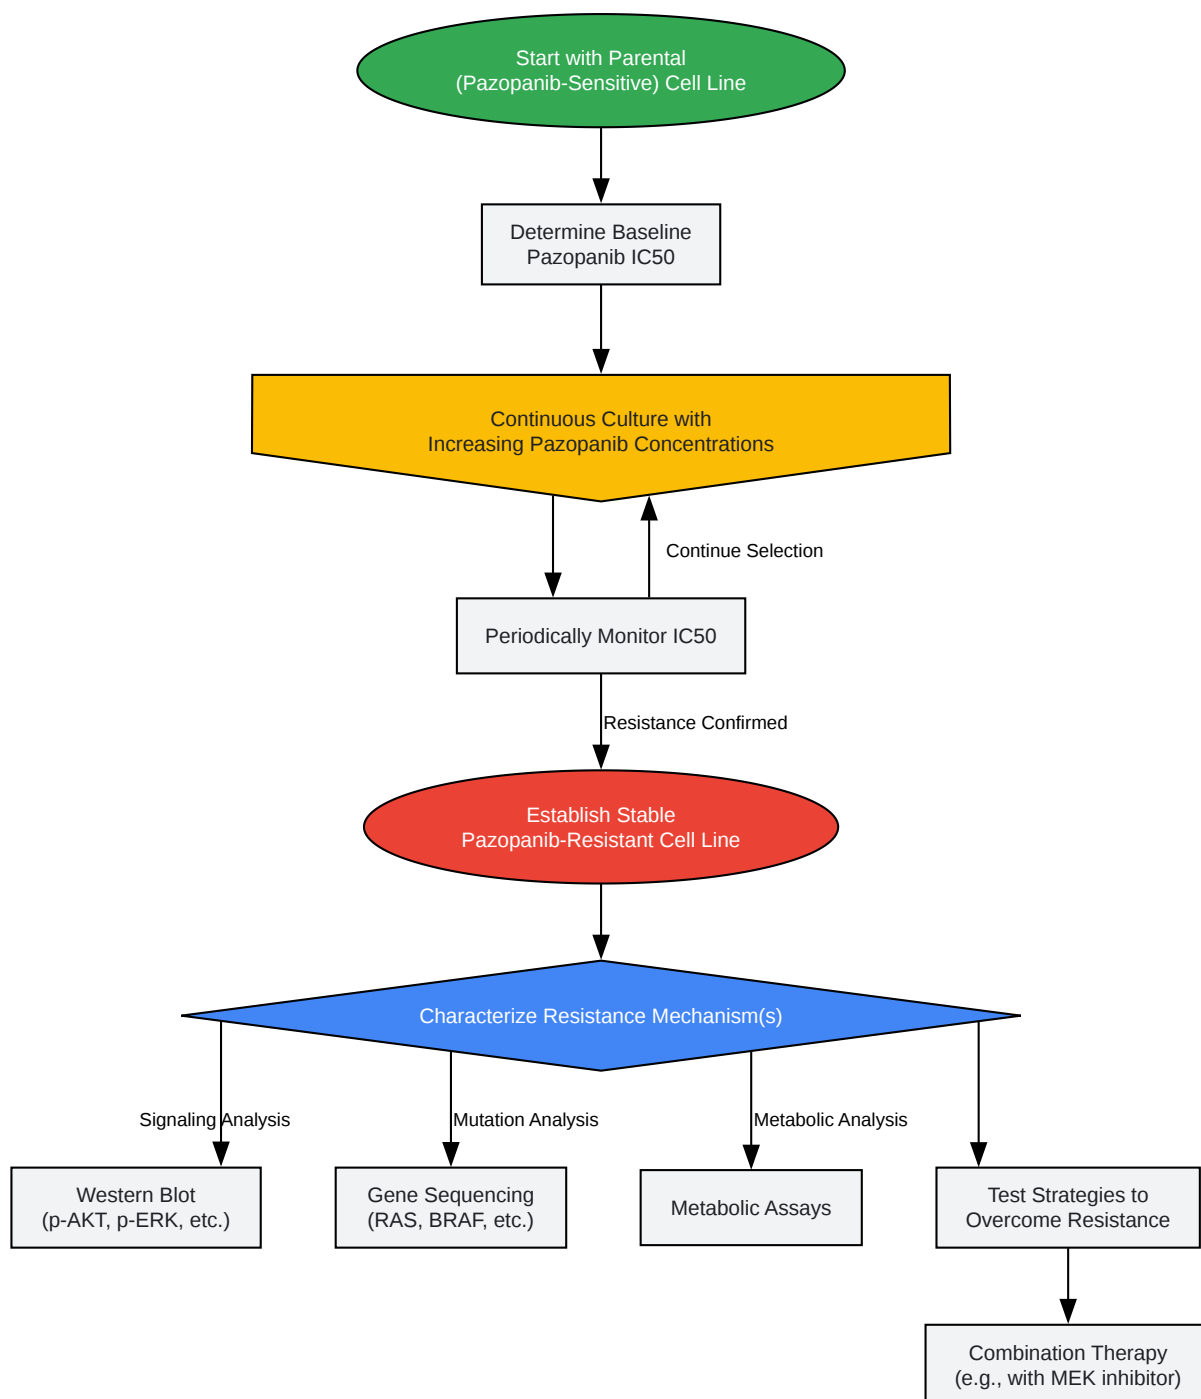 Start with Parental
(Pazopanib-Sensitive) Cell Line
Determine Baseline
Pazopanib IC50
Continuous Culture with
Increasing Pazopanib Concentrations
Continue Selection
Periodically Monitor IC50
Resistance Confirmed
Establish Stable
Pazopanib-Resistant Cell Line
Characterize Resistance Mechanism(s)
Signaling Analysis
Mutation Analysis
Metabolic Analysis
Western Blot
(p-AKT, p-ERK, etc.)
Gene Sequencing
(RAS, BRAF, etc.)
Metabolic Assays
Test Strategies to
Overcome Resistance
Combination Therapy
(e.g., with MEK inhibitor)